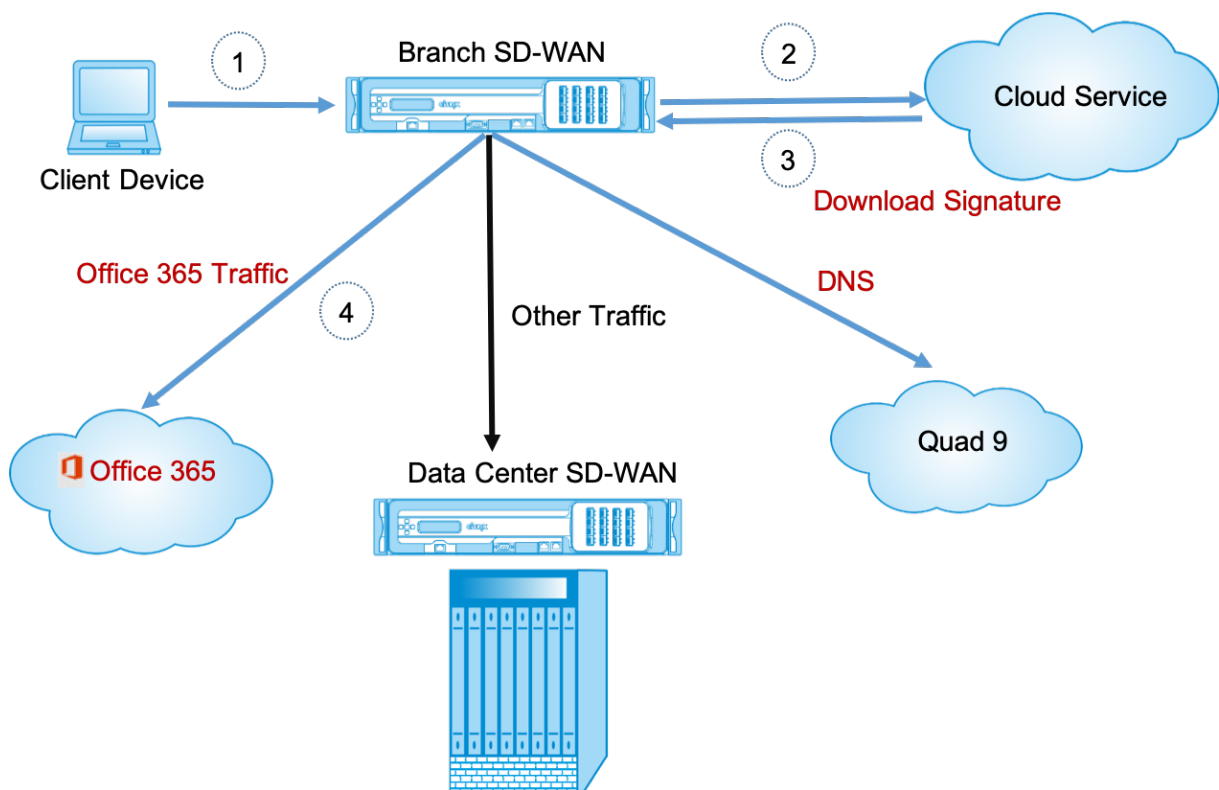 1
Branch SD-WAN
2
Cloud Service
Client Device
3
Download Signature
Office 365 Traffic
4
Other Traffic
DNS
Office 365
Quad 9
Data Center SD-WAN